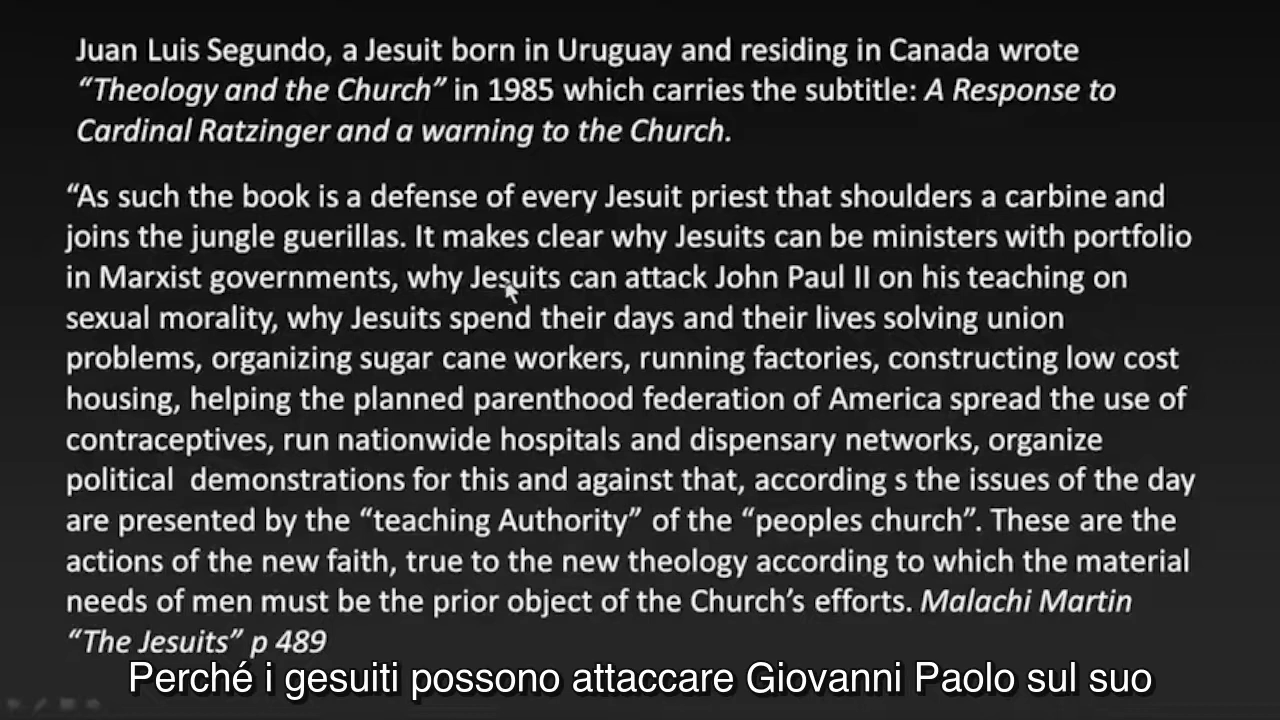 Juan Luis Segundo, a Jesuit born in Uruguay and residing in Canada wrote
“Theology and the Church” in 1985 which carries the subtitle: A Response to
Cardinal Ratzinger and a warning to the Church.
“As such the book is a defense of every Jesuit priest that shoulders a carbine and
joins the jungle guerillas. It makes clear why Jesuits can be ministers with portfolio
in Marxist governments, why Jesuits can attack John Paul II on his teaching on
sexual morality, why Jesuits spend their days and their lives solving union
problems, organizing sugar cane workers, running factories, constructing low cost
housing, helping the planned parenthood federation of America spread the use of
contraceptives, run nationwide hospitals and dispensary networks, organize
political  demonstrations for this and against that, according s the issues of the day
are presented by the “teaching Authority” of the “peoples church”. These are the
actions of the new faith, true to the new theology according to which the material
needs of men must be the prior object of the Church’s efforts. Malachi Martin
“The Jesuits” p 489
Perché i gesuiti possono attaccare Giovanni Paolo sul suo